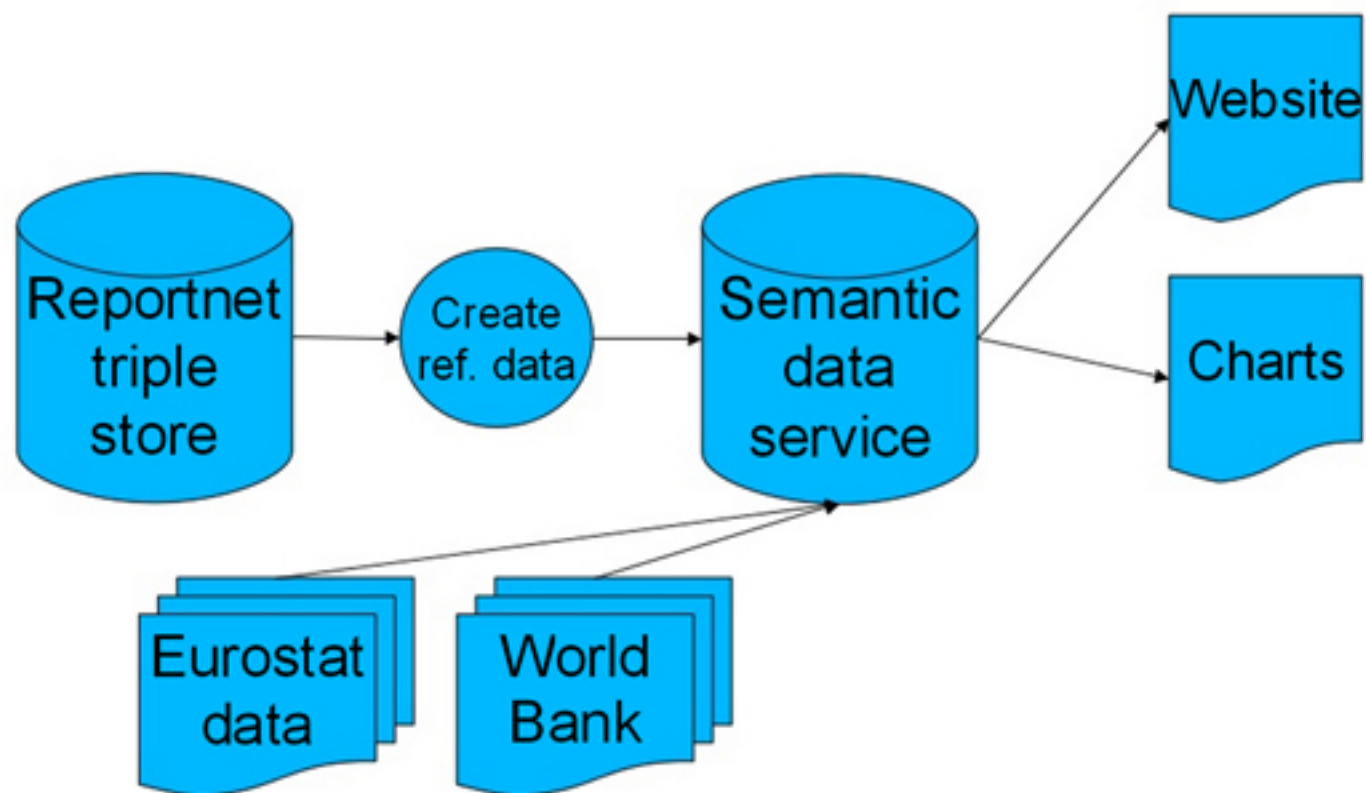 Website
Reportnet
triple
store
Create
ref. data
Semantic
data
service
Charts
Eurostat
data
World
Bank